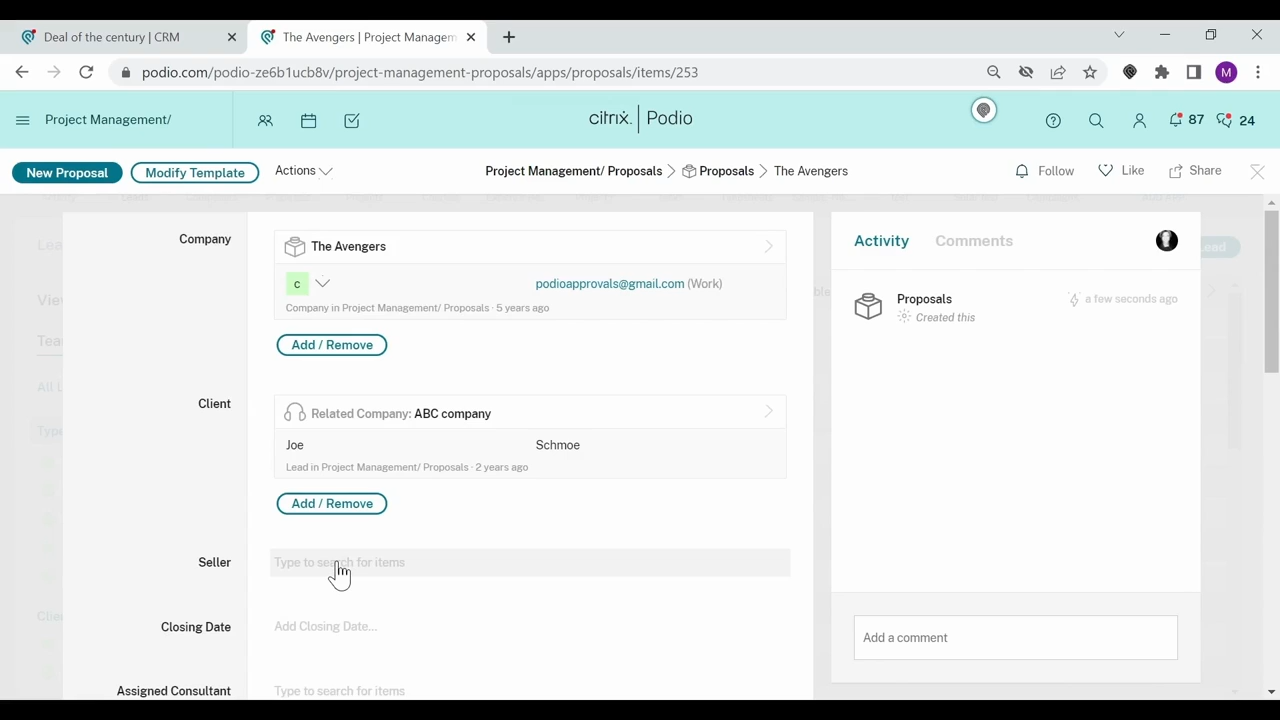 Deal of the century | CRM
The Avengers | Project Managem
podio.com/podio-ze6b1ucb8v/project-management-proposals/apps/proposals/items/253
M
Project Management/
citrix. | Podio
87
24
New Proposal
Modify Template
Actions
Project Management/ Proposals
Proposals
The Avengers
Follow
Like
Share
Company
The Avengers
c
podioapprovals@gmail.com (Work)
Company in Project Management/ Proposals · 5 years ago
Add / Remove
Client
Related Company: ABC company
Joe
Schmoe
Lead in Project Management/ Proposals · 2 years ago
Add / Remove
Seller
Type to search for items
Closing Date
Add Closing Date...
Assigned Consultant
Type to search for items
Activity
Comments
Proposals
a few seconds ago
Created this
Add a comment